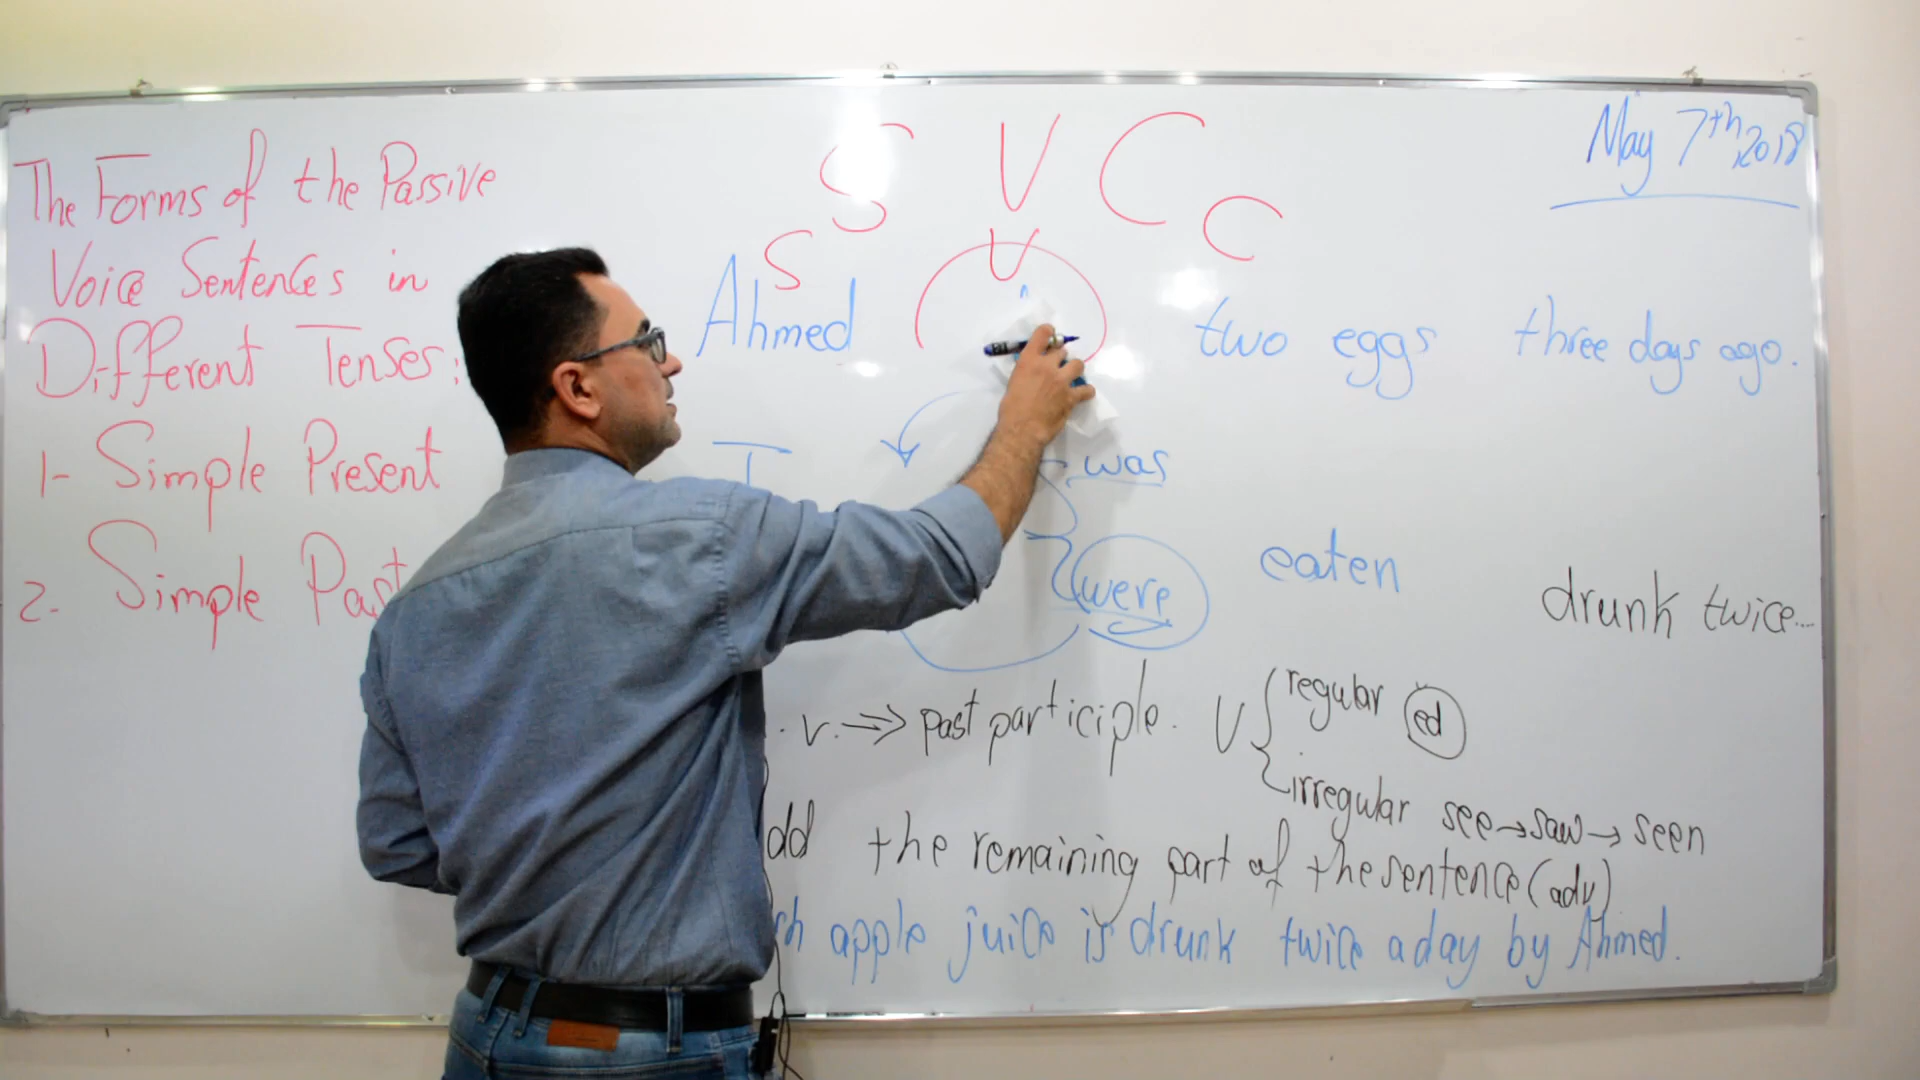 The Forms of the Passive
Voice Sentences in
Different Tenses:
1- Simple Present
2- Simple Past
May 7th, 2018
S V C
S V C
Ahmed two eggs three days ago.
was
were
eaten
drunk twice...
v. => past participle. V { regular ed
irregular see → saw → seen
the remaining part of the sentence (adv)
apple juice is drunk twice a day by Ahmed.